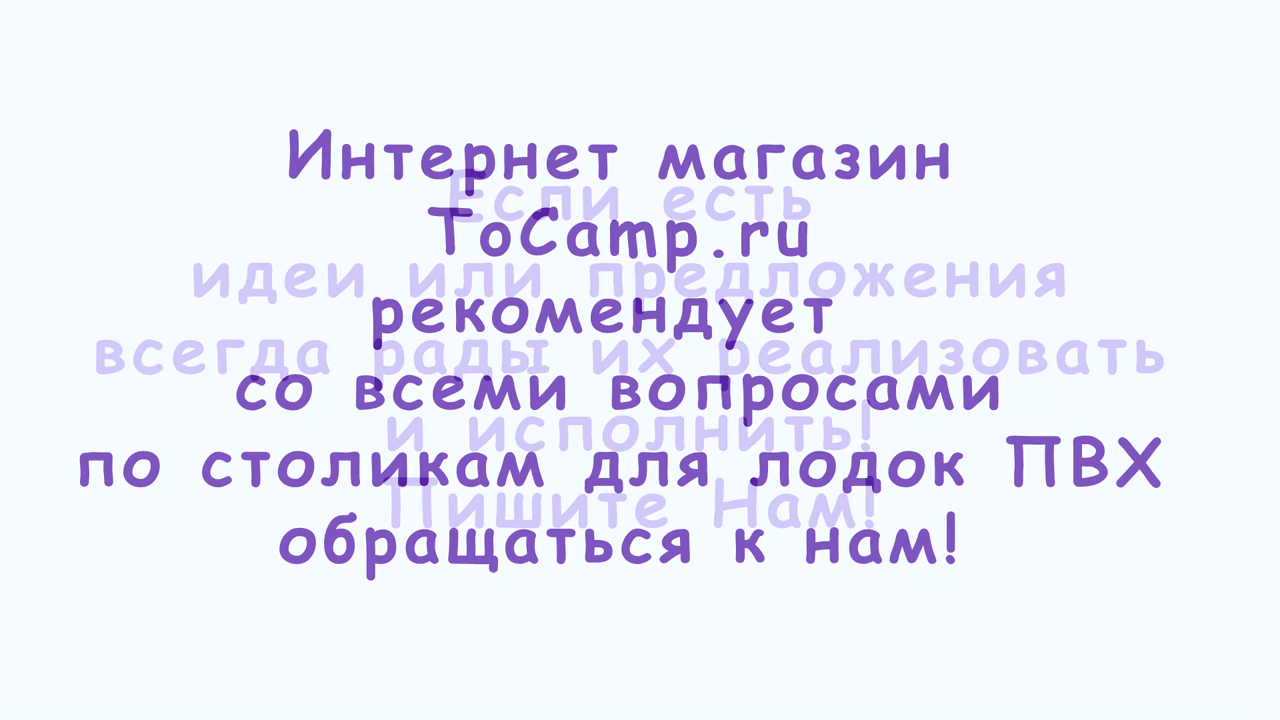 Интернет магазин
ToCamp.ru
рекомендует
со всеми вопросами
по столикам для лодок ПВХ
обращаться к нам!
Если есть
идеи или предложения
всегда рады их реализовать
и исполнить!
Пишите Нам!